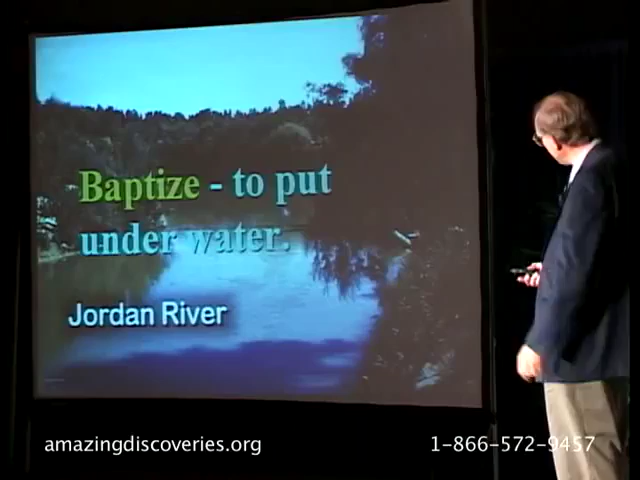 Baptize - to put
under water.
Jordan River
amazingdiscoveries.org
1-866-572-9457